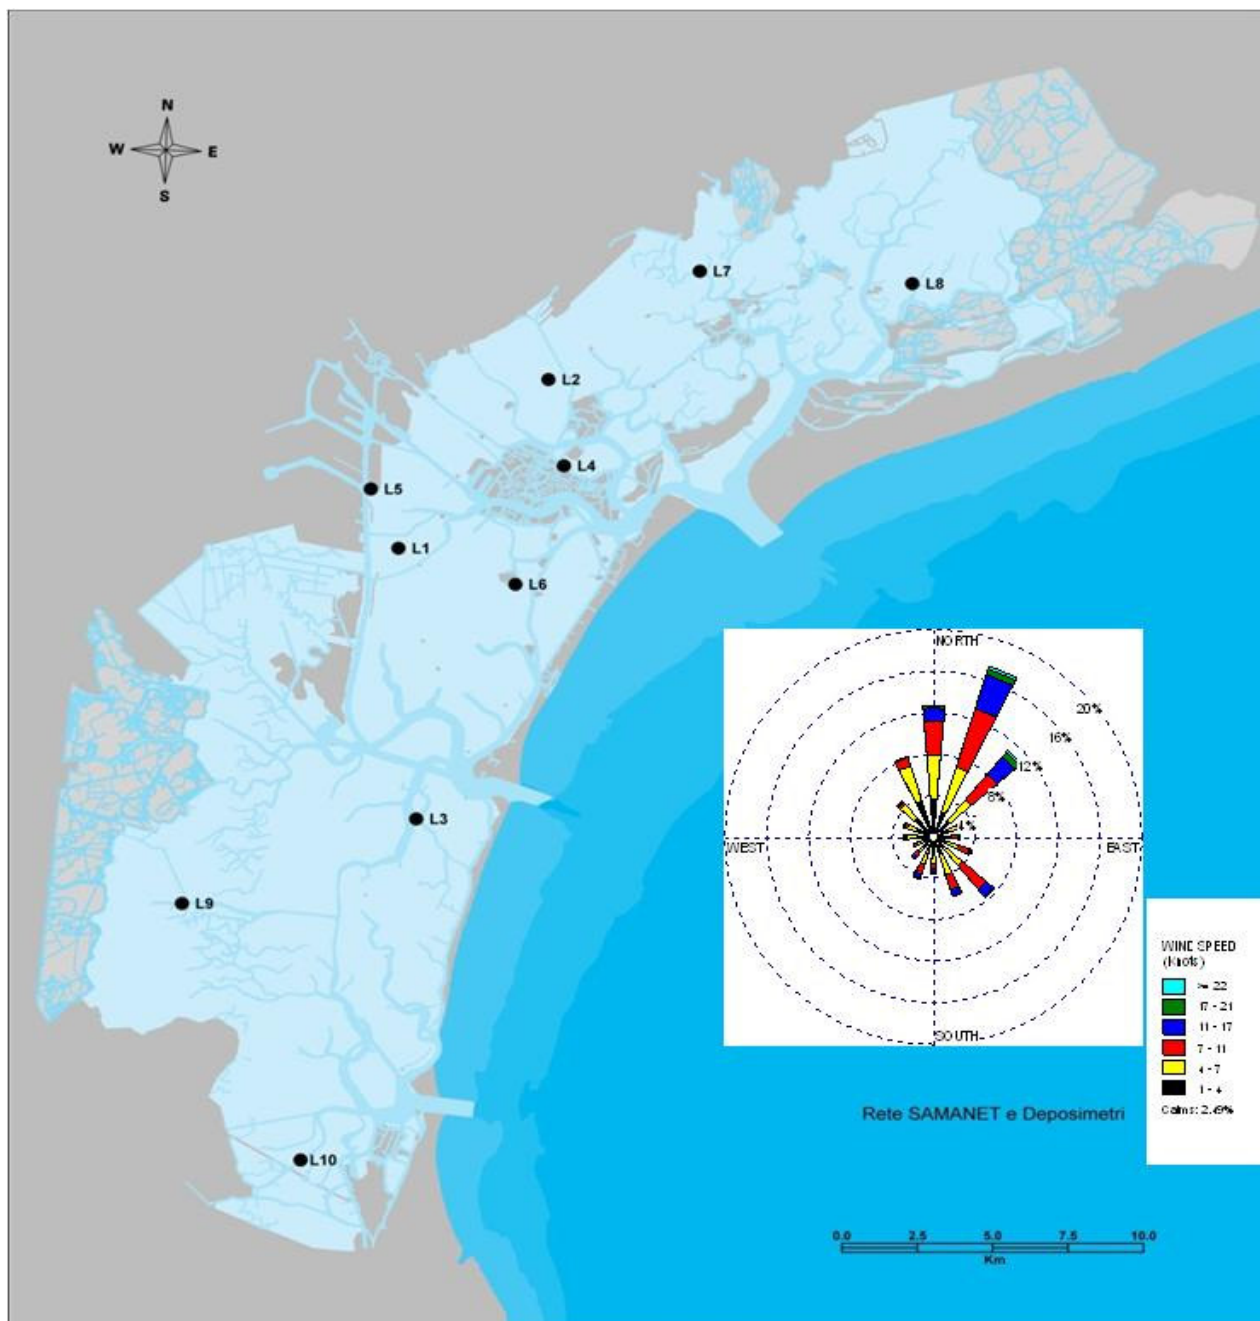 N
W E
S
L7
L8
L2
L4
L5
L1
L6
NORTH
20%
16%
12%
8%
4%
WEST EAST
SOUTH
L3
L9
WIND SPEED
(Knots)
>= 22
17 - 21
11 - 17
7 - 11
4 - 7
1 - 4
Calms: 2.49%
Rete SAMANET e Deposimetri
L10
0.0 2.5 5.0 7.5 10.0
Km